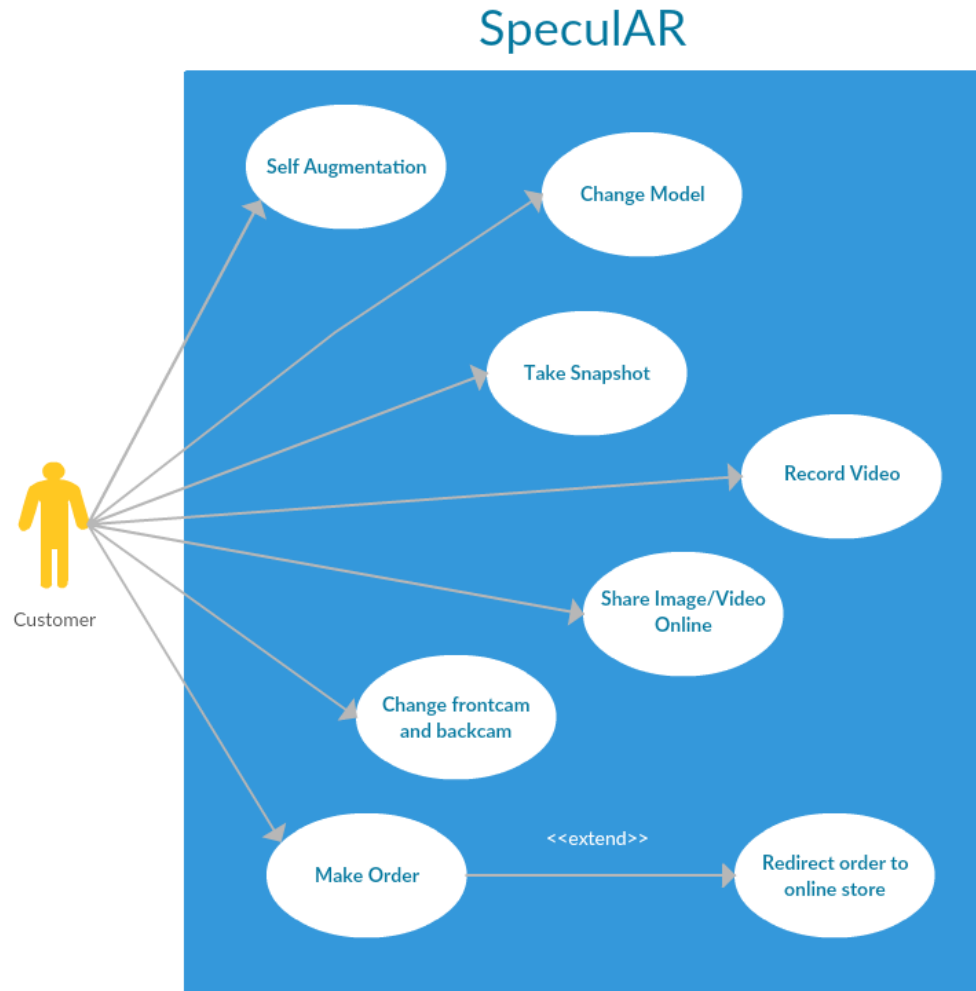 SpeculAR
Self Augmentation
Change Model
Take Snapshot
Record Video
Customer
Share Image/Video
Online
Change frontcam
and backcam
<<extend>>
Make Order
Redirect order to
online store